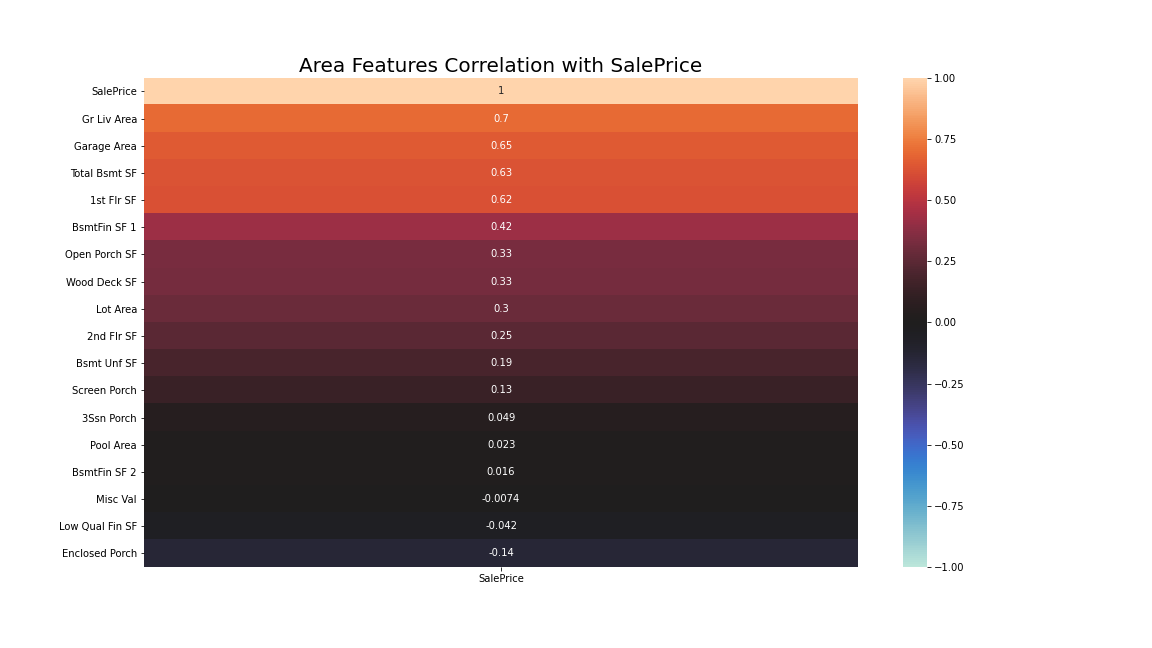 Area Features Correlation with SalePrice
SalePrice 1
Gr Liv Area 0.7
Garage Area 0.65
Total Bsmt SF 0.63
1st Flr SF 0.62
BsmtFin SF 1 0.42
Open Porch SF 0.33
Wood Deck SF 0.33
Lot Area 0.3
2nd Flr SF 0.25
Bsmt Unf SF 0.19
Screen Porch 0.13
3Ssn Porch 0.049
Pool Area 0.023
BsmtFin SF 2 0.016
Misc Val -0.0074
Low Qual Fin SF -0.042
Enclosed Porch -0.14
SalePrice
1.00
0.75
0.50
0.25
0.00
−0.25
−0.50
−0.75
−1.00